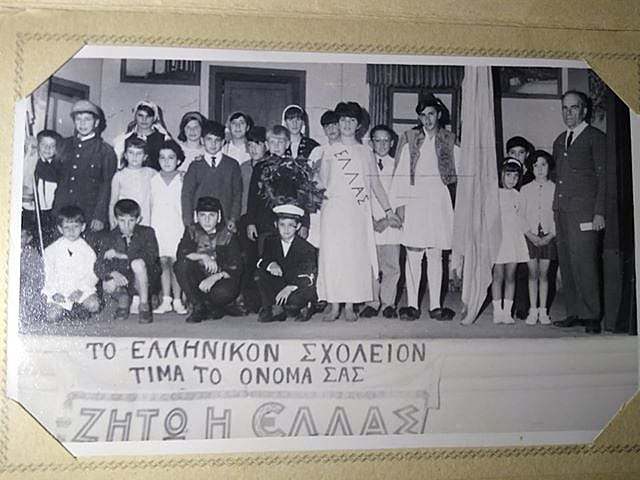 ΕΛΛΑΣ
ΤΟ ΕΛΛΗΝΙΚΟΝ ΣΧΟΛΕΙΟΝ
ΤΙΜΑ ΤΟ ΟΝΟΜΑ ΣΑΣ
ΖΗΤΩ Η ΕΛΛΑΣ